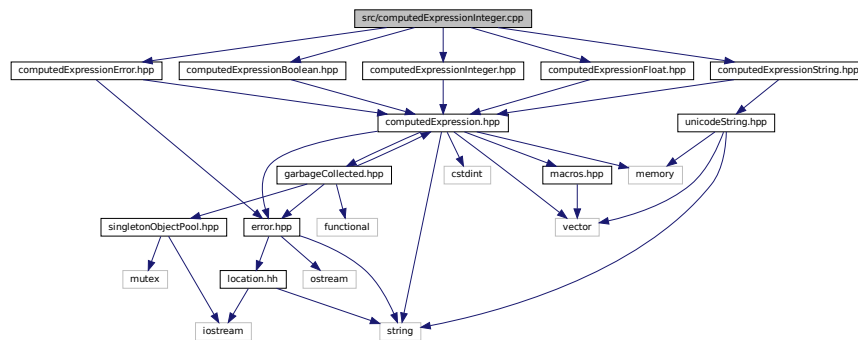 src/computedExpressionInteger.cpp
computedExpressionError.hpp
computedExpressionBoolean.hpp
computedExpressionInteger.hpp
computedExpressionFloat.hpp
computedExpressionString.hpp
computedExpression.hpp
unicodeString.hpp
garbageCollected.hpp
cstdint
macros.hpp
memory
singletonObjectPool.hpp
error.hpp
functional
vector
mutex
location.hh
ostream
iostream
string